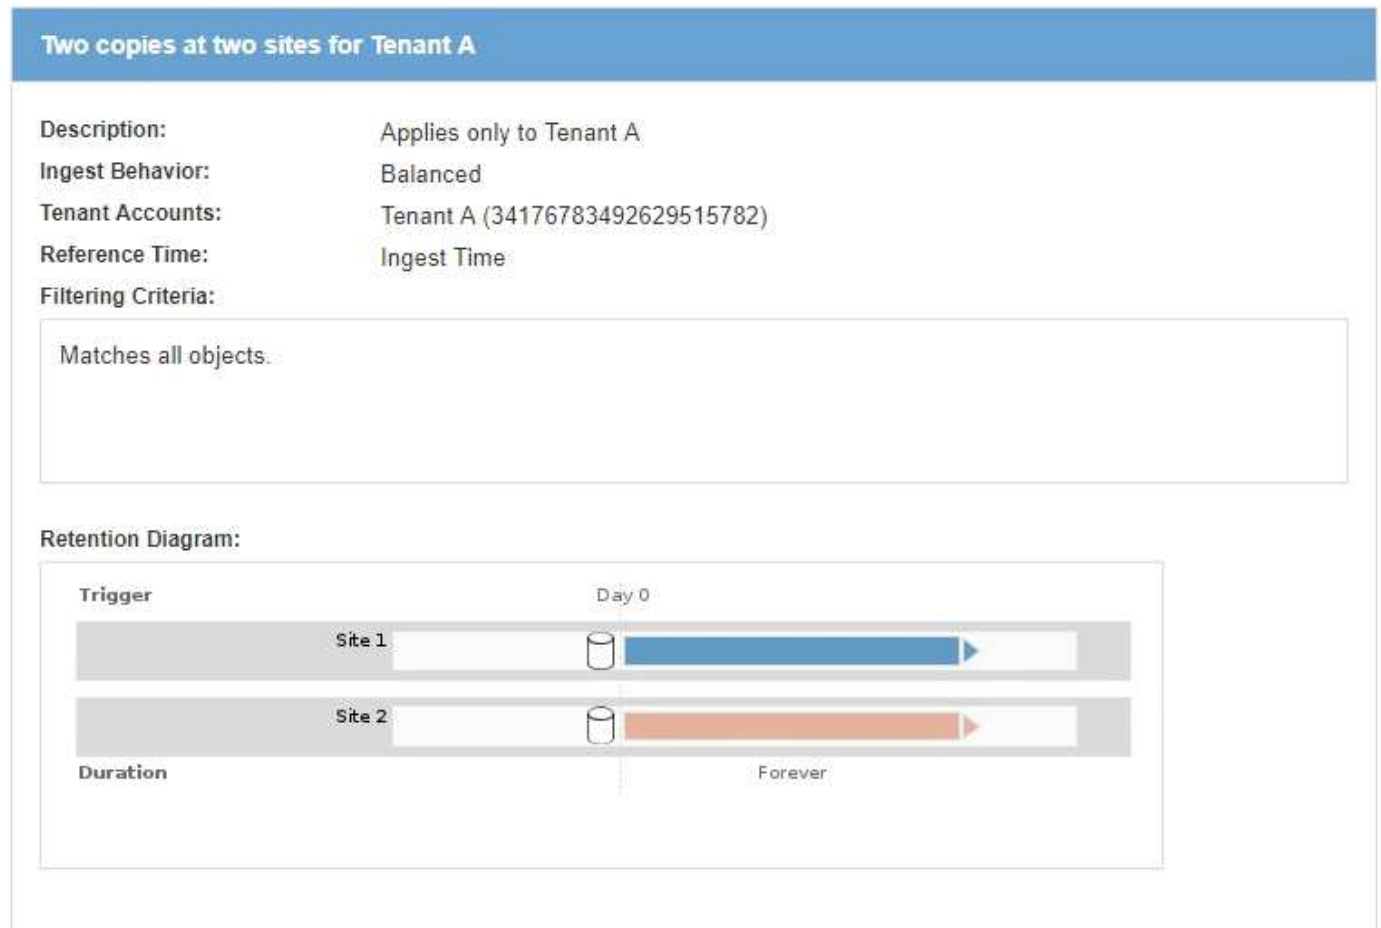 Two copies at two sites for Tenant A
Description: Applies only to Tenant A
Ingest Behavior: Balanced
Tenant Accounts: Tenant A (34176783492629515782)
Reference Time: Ingest Time
Filtering Criteria:
Matches all objects.
Retention Diagram:
Trigger Day 0
Site 1
Site 2
Duration Forever